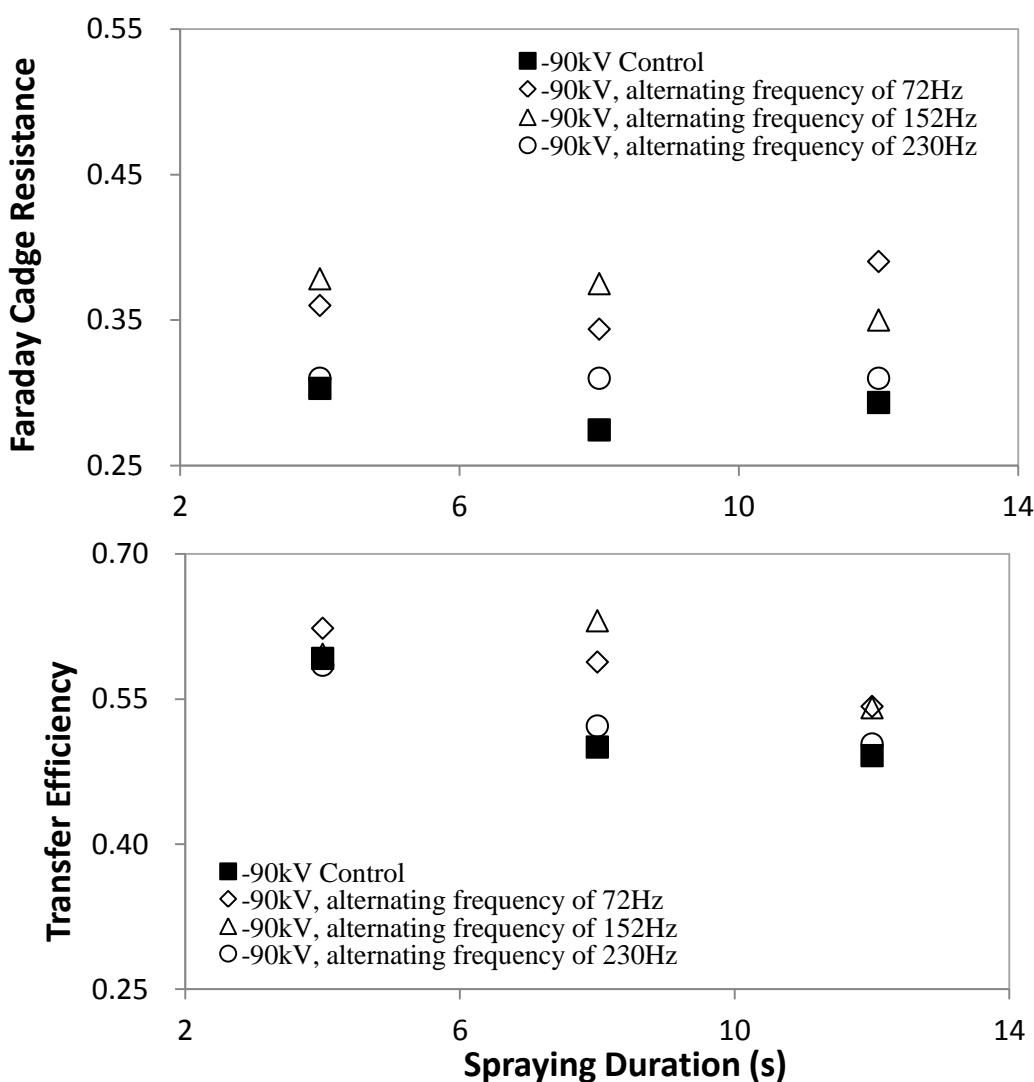 0.55
0.45
0.35
0.25
Faraday Cadge Resistance
-90kV Control
-90kV, alternating frequency of 72Hz
-90kV, alternating frequency of 152Hz
-90kV, alternating frequency of 230Hz
2 6 10 14
0.70
0.55
0.40
0.25
Transfer Efficiency
-90kV Control
-90kV, alternating frequency of 72Hz
-90kV, alternating frequency of 152Hz
-90kV, alternating frequency of 230Hz
2 6 10 14
Spraying Duration (s)